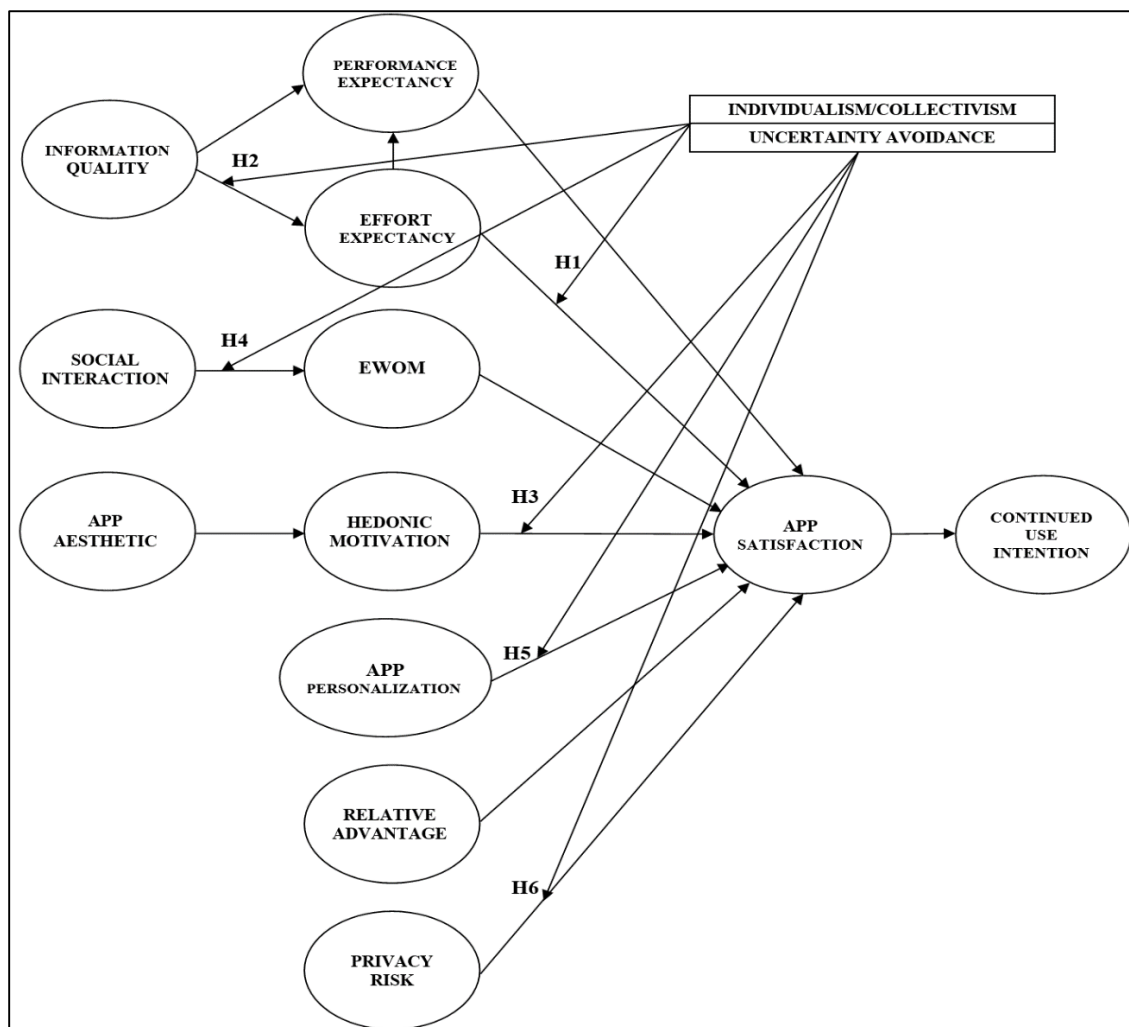 PERFORMANCE
EXPECTANCY
INDIVIDUALISM/COLLECTIVISM
UNCERTAINTY AVOIDANCE
INFORMATION
QUALITY
H2
EFFORT
EXPECTANCY
H1
H4
SOCIAL
INTERACTION
EWOM
APP
AESTHETIC
HEDONIC
MOTIVATION
H3
APP
SATISFACTION
CONTINUED
USE
INTENTION
APP
PERSONALIZATION
H5
RELATIVE
ADVANTAGE
H6
PRIVACY
RISK